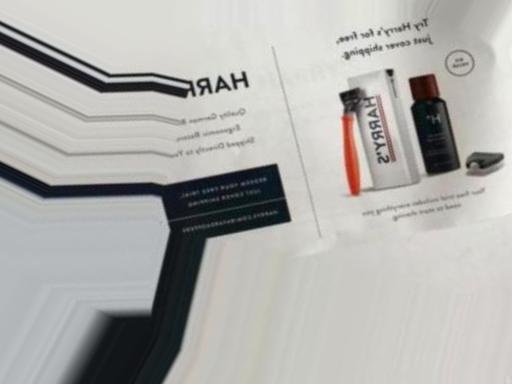 HARR
Quality German B
Ergonomic Razors
Shipped Directly to Yo
REDEEM YOUR FREE TRIAL,
JUST COVER SHIPPING
Try Harry's for free,
just cover shipping.
HARRY'S
H
Your free trial includes everything you
need to start shaving.